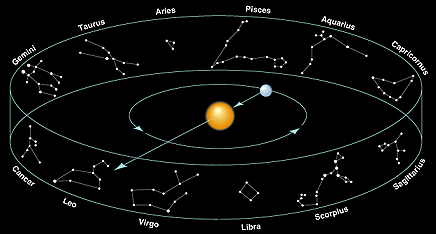 Gemini
Taurus
Aries
Pisces
Aquarius
Capricornus
Cancer
Leo
Virgo
Libra
Scorpius
Sagittarius